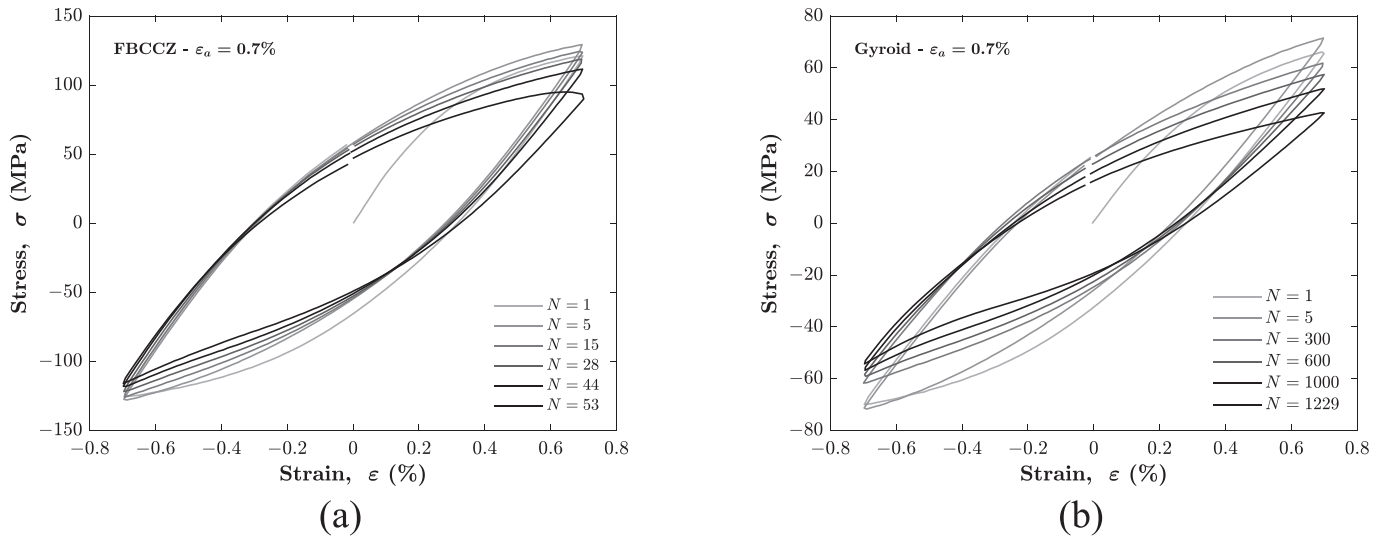 FBCCZ - εₐ = 0.7%
150
100
50
0
−50
−100
−150
Stress, σ (MPa)
N = 1
N = 5
N = 15
N = 28
N = 44
N = 53
−0.8 −0.6 −0.4 −0.2 0 0.2 0.4 0.6 0.8
Strain, ε (%)
(a)
Gyroid - εₐ = 0.7%
80
60
40
20
0
−20
−40
−60
−80
Stress, σ (MPa)
N = 1
N = 5
N = 300
N = 600
N = 1000
N = 1229
−0.8 −0.6 −0.4 −0.2 0 0.2 0.4 0.6 0.8
Strain, ε (%)
(b)